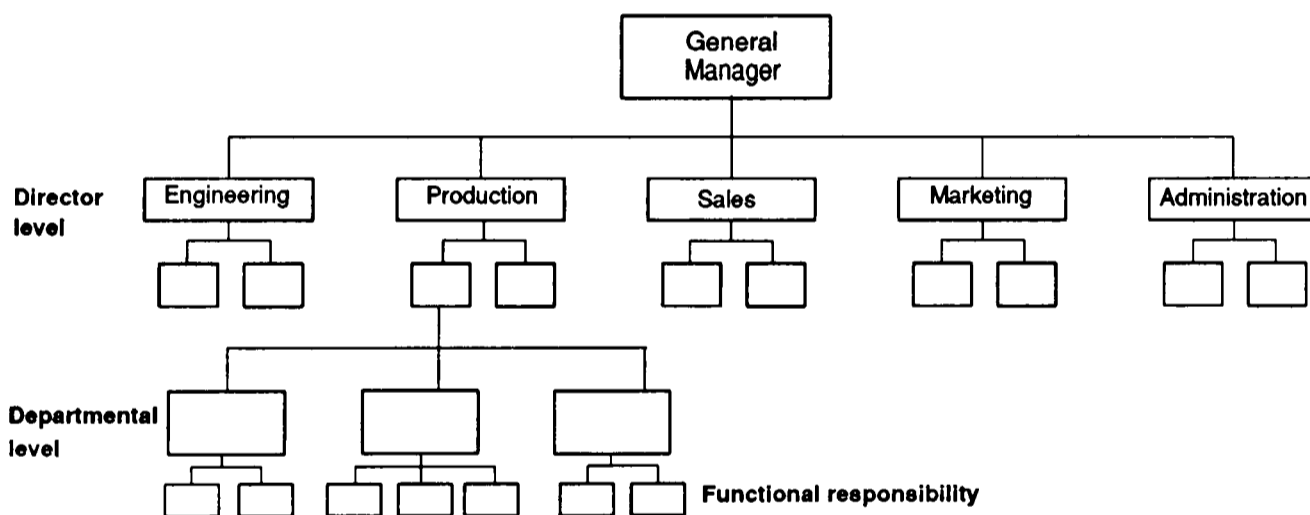 General
Manager
Director
level
Engineering
Production
Sales
Marketing
Administration
Departmental
level
Functional responsibility